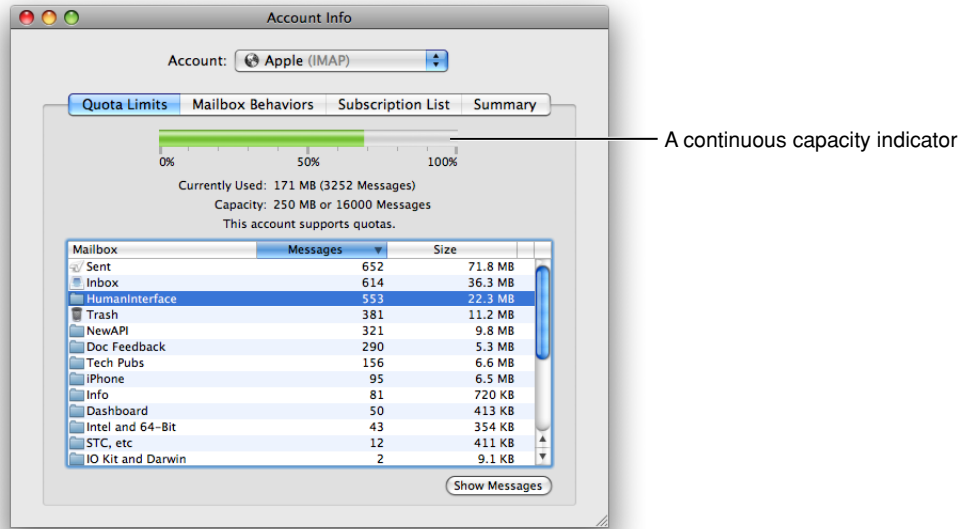 Account Info
Account: Apple (IMAP)
Quota Limits Mailbox Behaviors Subscription List Summary
A continuous capacity indicator
0% 50% 100%
Currently Used: 171 MB (3252 Messages)
Capacity: 250 MB or 16000 Messages
This account supports quotas.
Mailbox Messages Size
Sent 652 71.8 MB
Inbox 614 36.3 MB
HumanInterface 553 22.3 MB
Trash 381 11.2 MB
NewAPI 321 9.8 MB
Doc Feedback 290 5.3 MB
Tech Pubs 156 6.6 MB
iPhone 95 6.5 MB
Info 81 720 KB
Dashboard 50 413 KB
Intel and 64-Bit 43 354 KB
STC, etc 12 411 KB
IO Kit and Darwin 2 9.1 KB
Show Messages